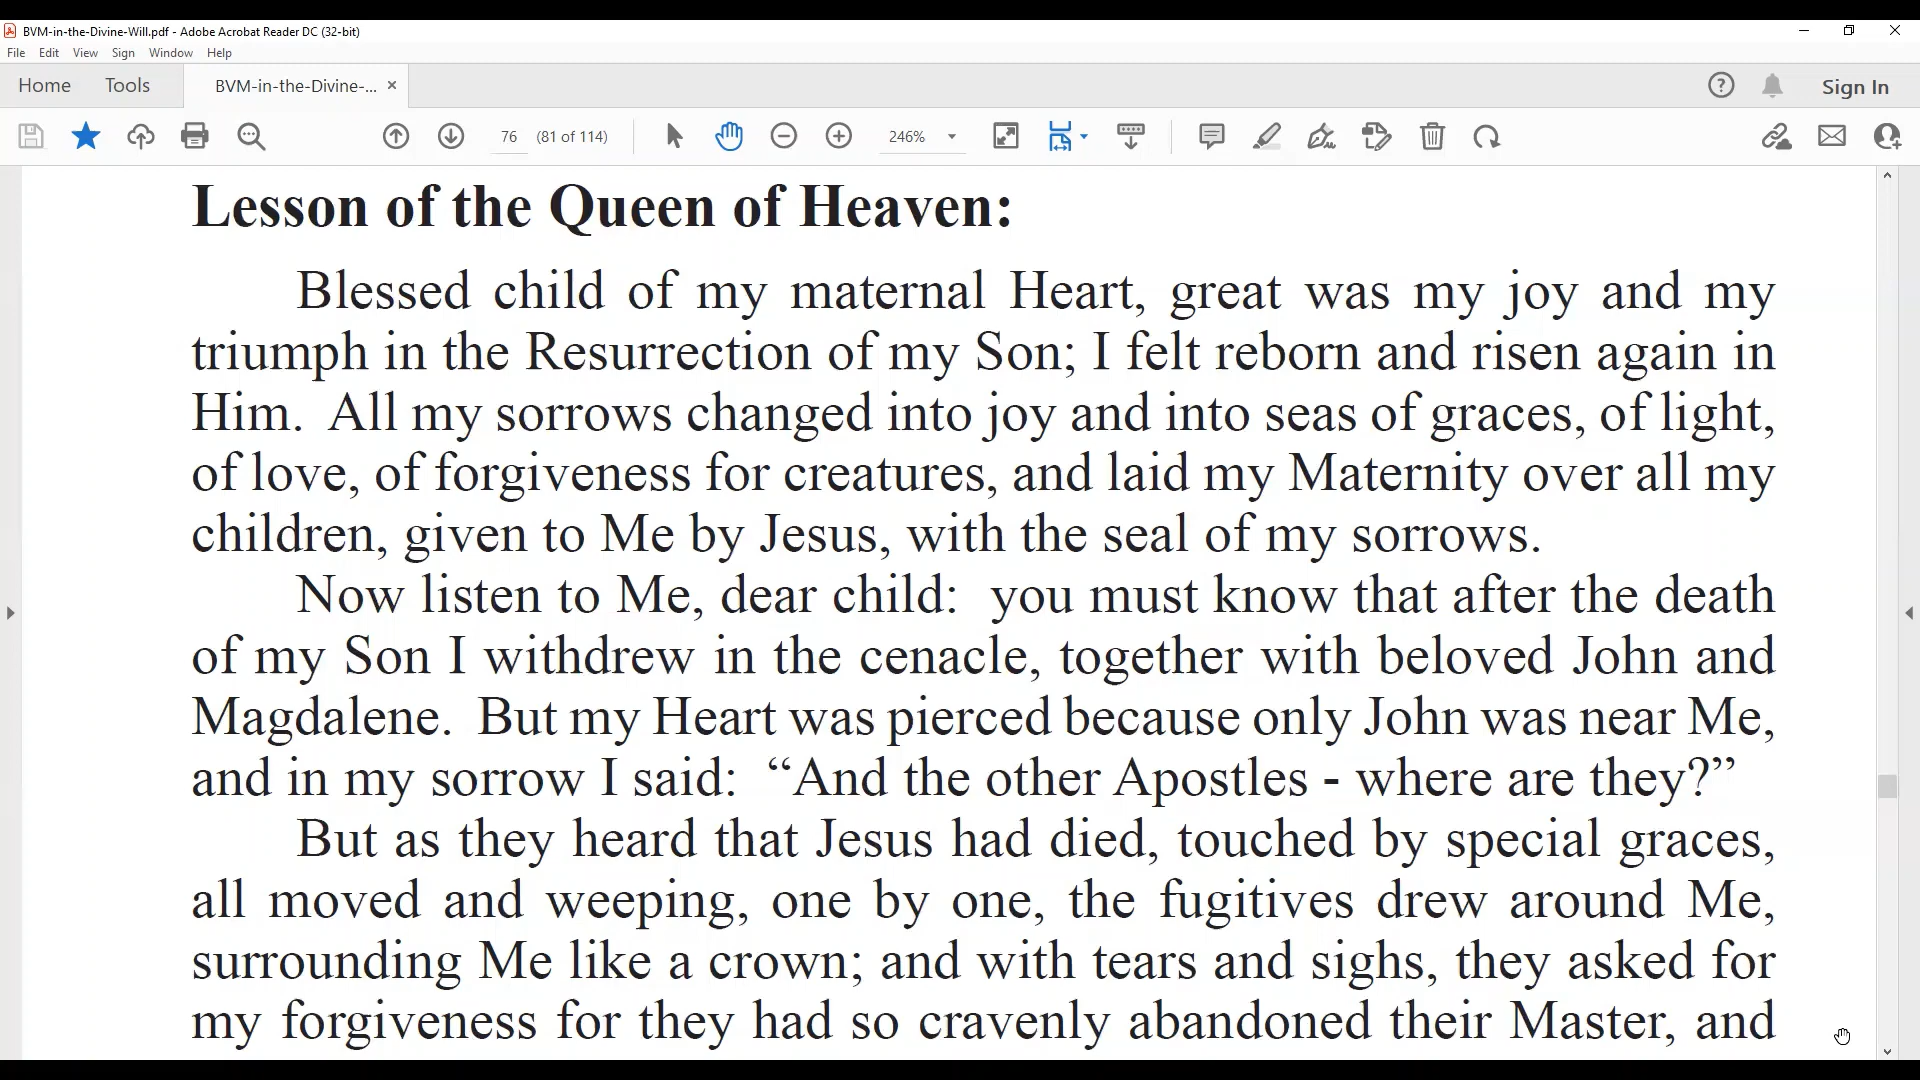 BVM-in-the-Divine-Will.pdf - Adobe Acrobat Reader DC (32-bit)
File Edit View Sign Window Help
Home Tools BVM-in-the-Divine-... × Sign In
76 (81 of 114) 246%
Lesson of the Queen of Heaven:
Blessed child of my maternal Heart, great was my joy and my
triumph in the Resurrection of my Son; I felt reborn and risen again in
Him.  All my sorrows changed into joy and into seas of graces, of light,
of love, of forgiveness for creatures, and laid my Maternity over all my
children, given to Me by Jesus, with the seal of my sorrows.
Now listen to Me, dear child:  you must know that after the death
of my Son I withdrew in the cenacle, together with beloved John and
Magdalene.  But my Heart was pierced because only John was near Me,
and in my sorrow I said:  “And the other Apostles - where are they?”
But as they heard that Jesus had died, touched by special graces,
all moved and weeping, one by one, the fugitives drew around Me,
surrounding Me like a crown; and with tears and sighs, they asked for
my forgiveness for they had so cravenly abandoned their Master, and